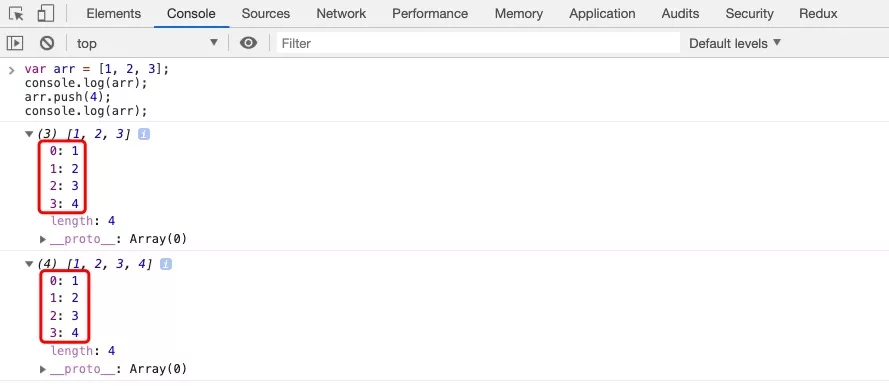 Elements Console Sources Network Performance Memory Application Audits Security Redux
top Filter Default levels
var arr = [1, 2, 3];
console.log(arr);
arr.push(4);
console.log(arr);
(3) [1, 2, 3] i
0: 1
1: 2
2: 3
3: 4
length: 4
__proto__: Array(0)
(4) [1, 2, 3, 4] i
0: 1
1: 2
2: 3
3: 4
length: 4
__proto__: Array(0)